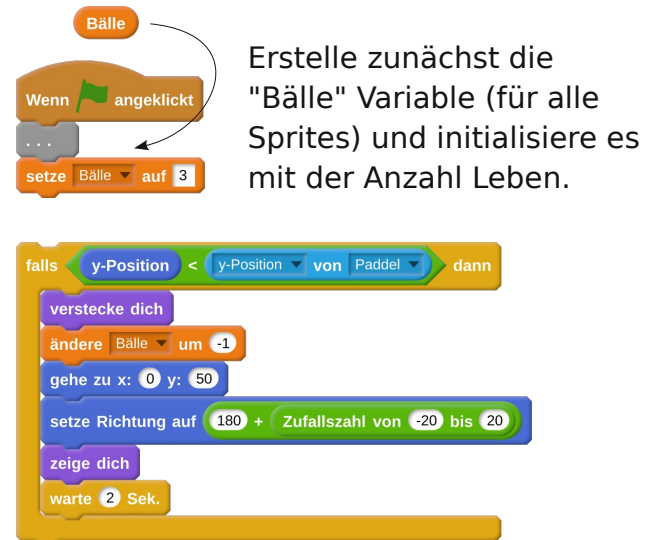 Bälle
Erstelle zunächst die
"Bälle" Variable (für alle
Sprites) und initialisiere es
mit der Anzahl Leben.
Wenn angeklickt
. . .
setze Bälle auf 3
falls y-Position < y-Position von Paddel dann
verstecke dich
ändere Bälle um -1
gehe zu x: 0 y: 50
setze Richtung auf 180 + Zufallszahl von -20 bis 20
zeige dich
warte 2 Sek.